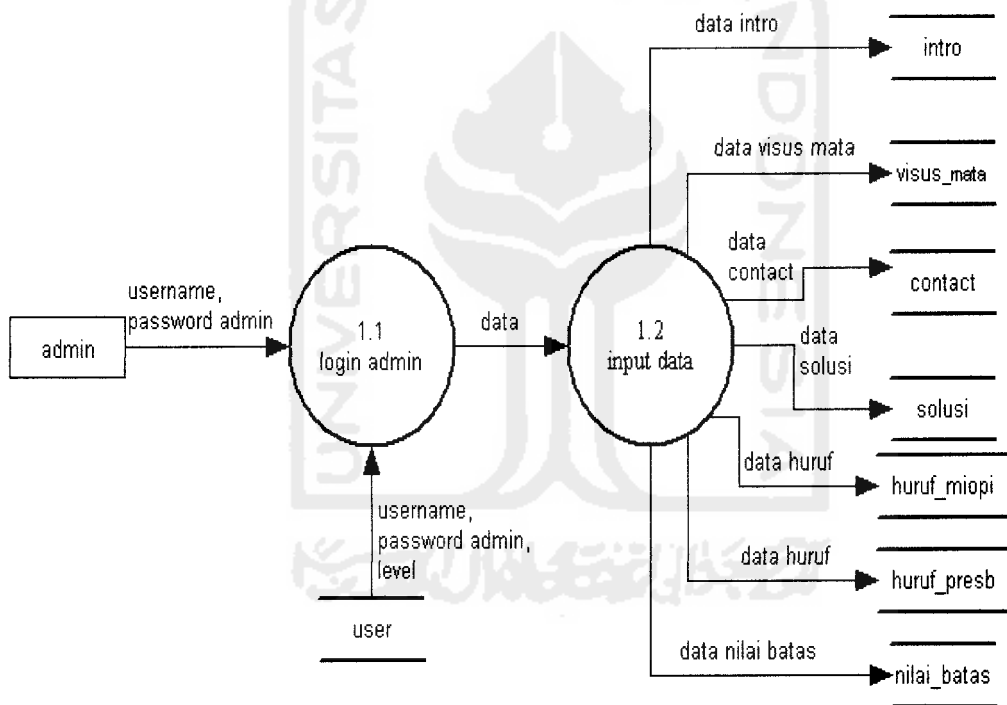 data intro
intro
data visus mata
visus_mata
data
contact
contact
username,
password admin
admin
1.1
login admin
data
1.2
input data
data
solusi
solusi
data huruf
huruf_miopi
username,
password admin,
level
user
data huruf
huruf_presb
data nilai batas
nilai_batas
UNIVERSITAS
INDONESIA